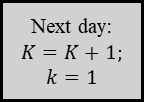 Next day:
K = K + 1;
k = 1